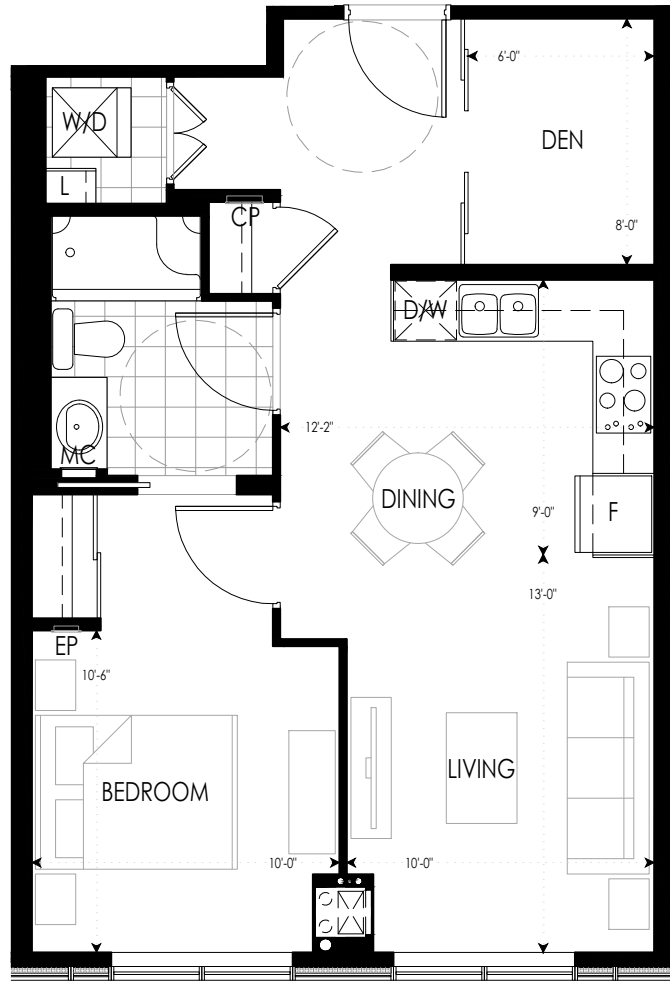 6'-0"
W/D
DEN
L
CP
8'-0"
D/W
12'-2"
MC
DINING
9'-0"
F
13'-0"
EP
10'-6"
LIVING
BEDROOM
10'-0"
10'-0"